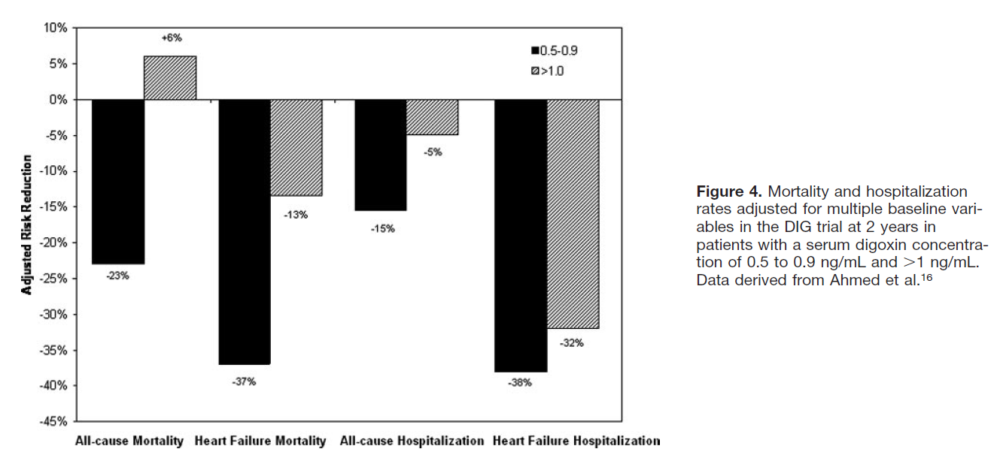 10%
5%
0%
-5%
-10%
-15%
-20%
-25%
-30%
-35%
-40%
-45%
Adjusted Risk Reduction
+6%
-23%
-37%
-13%
-15%
-5%
-38%
-32%
0.5-0.9
>1.0
All-cause Mortality Heart Failure Mortality All-cause Hospitalization Heart Failure Hospitalization
Figure 4. Mortality and hospitalization
rates adjusted for multiple baseline vari-
ables in the DIG trial at 2 years in
patients with a serum digoxin concentra-
tion of 0.5 to 0.9 ng/mL and >1 ng/mL.
Data derived from Ahmed et al.¹⁶